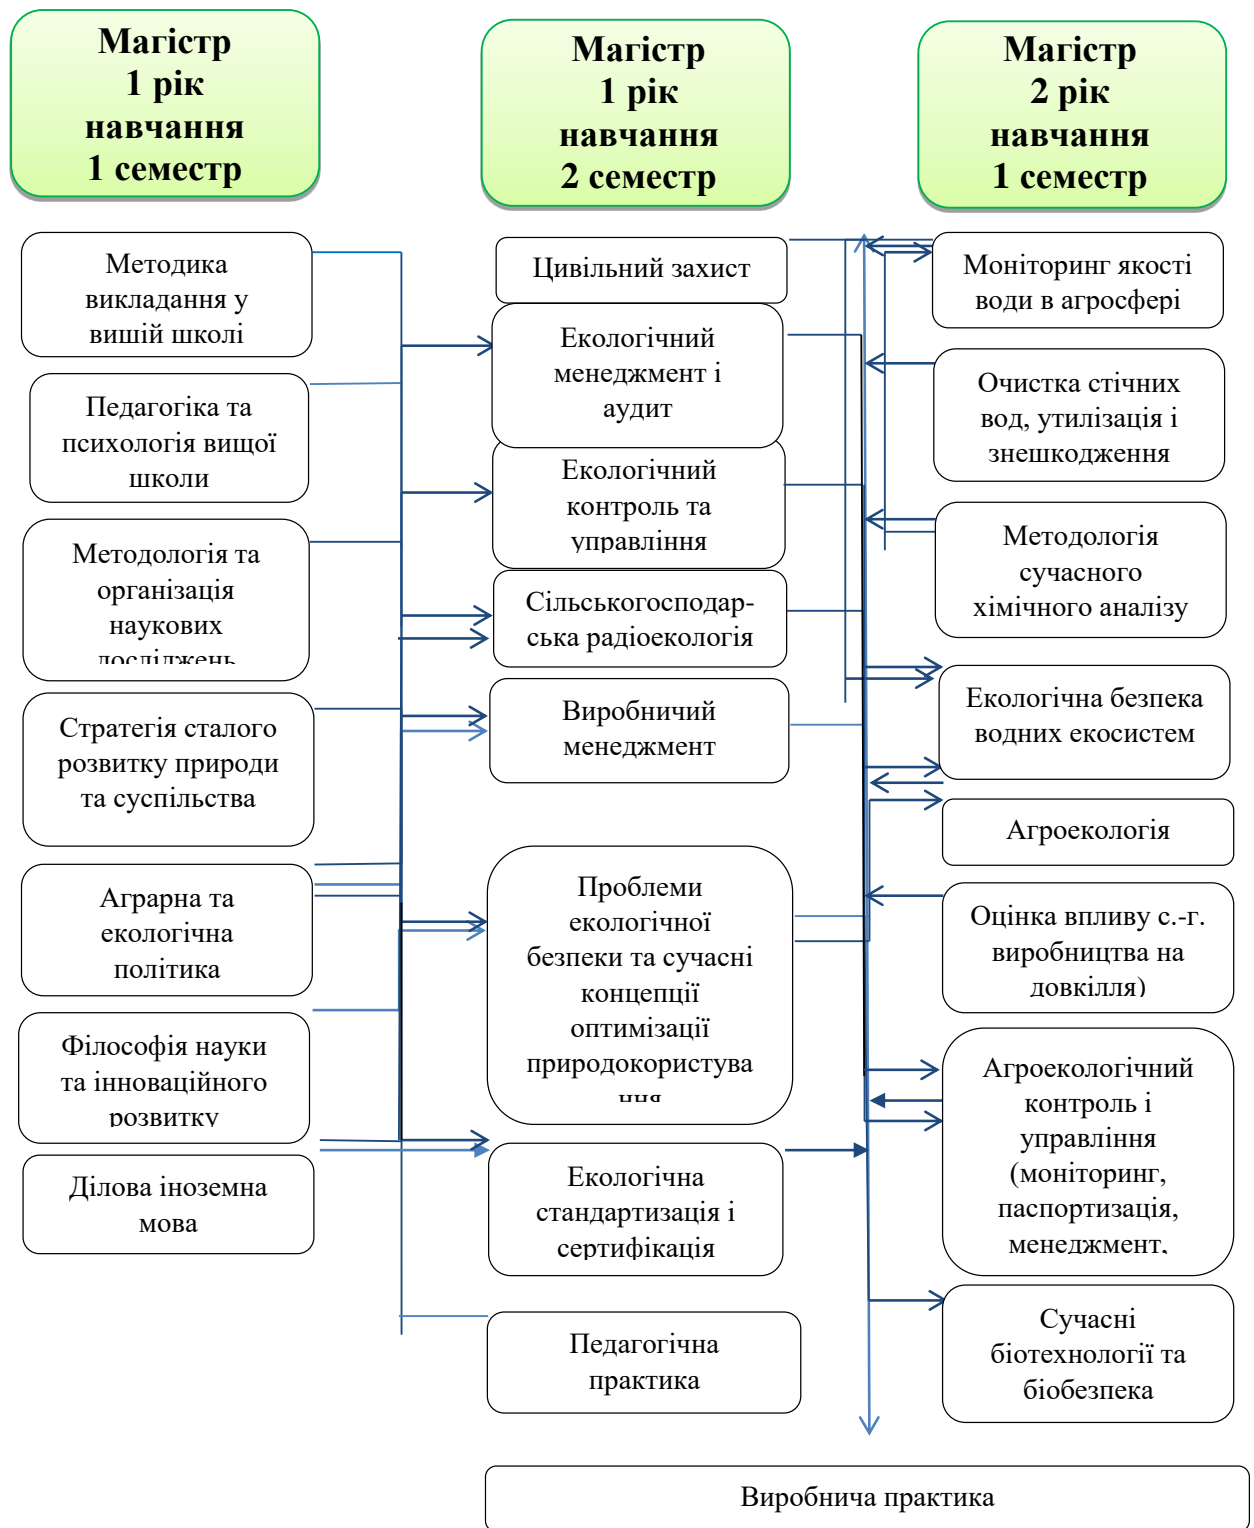 Магістр
1 рік
навчання
1 семестр
Методика
викладання у
вишій школі
Педагогіка та
психологія вищої
школи
Методологія та
організація
наукових
досліджень
Стратегія сталого
розвитку природи
та суспільства
Аграрна та
екологічна
політика
Філософія науки
та інноваційного
розвитку
Ділова іноземна
мова
Магістр
1 рік
навчання
2 семестр
Цивільний захист
Екологічний
менеджмент і
аудит
Екологічний
контроль та
управління
Сільськогосподар-
ська радіоекологія
Виробничий
менеджмент
Проблеми
екологічної
безпеки та сучасні
концепції
оптимізації
природокористува
ння
Екологічна
стандартизація і
сертифікація
Педагогічна
практика
Магістр
2 рік
навчання
1 семестр
Моніторинг якості
води в агросфері
Очистка стічних
вод, утилізація і
знешкодження
Методологія
сучасного
хімічного аналізу
Екологічна безпека
водних екосистем
Агроекологія
Оцінка впливу с.-г.
виробництва на
довкілля)
Агроекологічний
контроль і
управління
(моніторинг,
паспортизація,
менеджмент,
Сучасні
біотехнології та
біобезпека
Виробнича практика